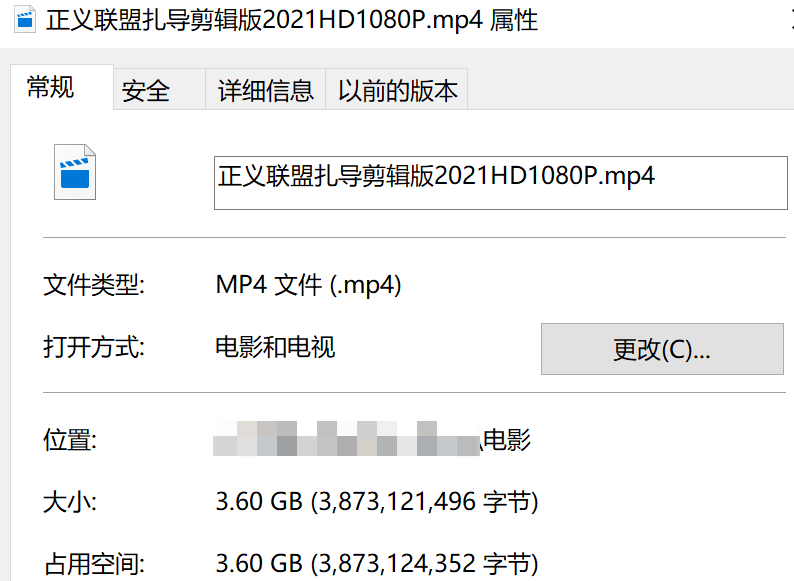 正义联盟扎导剪辑版2021HD1080P.mp4 属性
常规 安全 详细信息 以前的版本
正义联盟扎导剪辑版2021HD1080P.mp4
文件类型: MP4 文件 (.mp4)
打开方式: 电影和电视 更改(C)...
位置: \电影
大小: 3.60 GB (3,873,121,496 字节)
占用空间: 3.60 GB (3,873,124,352 字节)